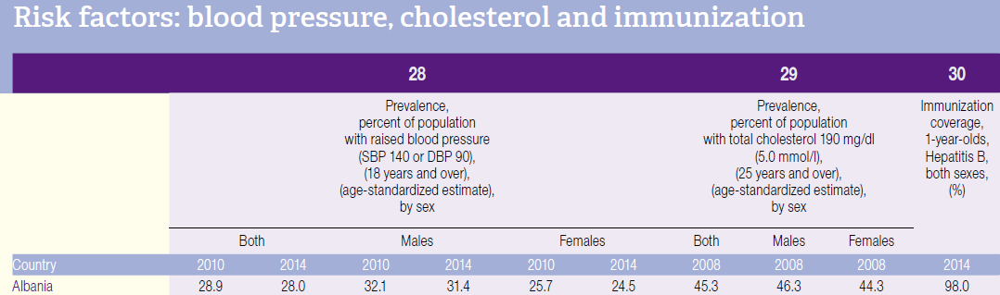 Risk factors: blood pressure, cholesterol and immunization
28 29 30
Prevalence,
percent of population
with raised blood pressure
(SBP 140 or DBP 90),
(18 years and over),
(age-standardized estimate),
by sex
Prevalence,
percent of population
with total cholesterol 190 mg/dl
(5.0 mmol/l),
(25 years and over),
(age-standardized estimate),
by sex
Immunization
coverage,
1-year-olds,
Hepatitis B,
both sexes,
(%)
Both Males Females Both Males Females
Country 2010 2014 2010 2014 2010 2014 2008 2008 2008 2014
Albania 28.9 28.0 32.1 31.4 25.7 24.5 45.3 46.3 44.3 98.0